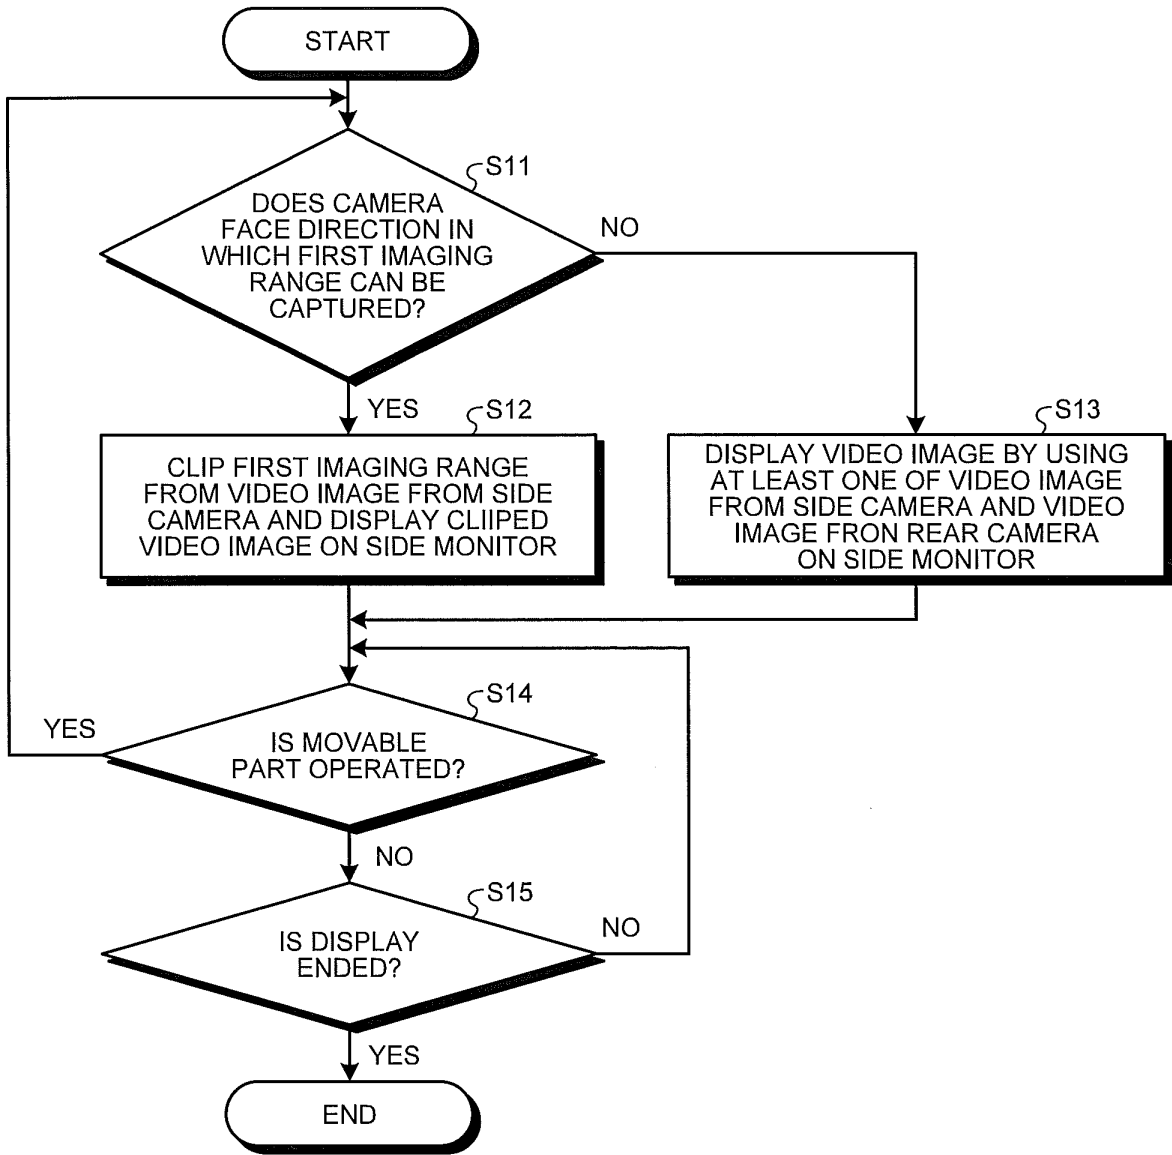 START
S11
DOES CAMERA
FACE DIRECTION IN
WHICH FIRST IMAGING
RANGE CAN BE
CAPTURED?
NO
YES
S12
CLIP FIRST IMAGING RANGE
FROM VIDEO IMAGE FROM SIDE
CAMERA AND DISPLAY CLIIPED
VIDEO IMAGE ON SIDE MONITOR
S13
DISPLAY VIDEO IMAGE BY USING
AT LEAST ONE OF VIDEO IMAGE
FROM SIDE CAMERA AND VIDEO
IMAGE FRON REAR CAMERA
ON SIDE MONITOR
S14
YES
IS MOVABLE
PART OPERATED?
NO
S15
IS DISPLAY
ENDED?
NO
YES
END